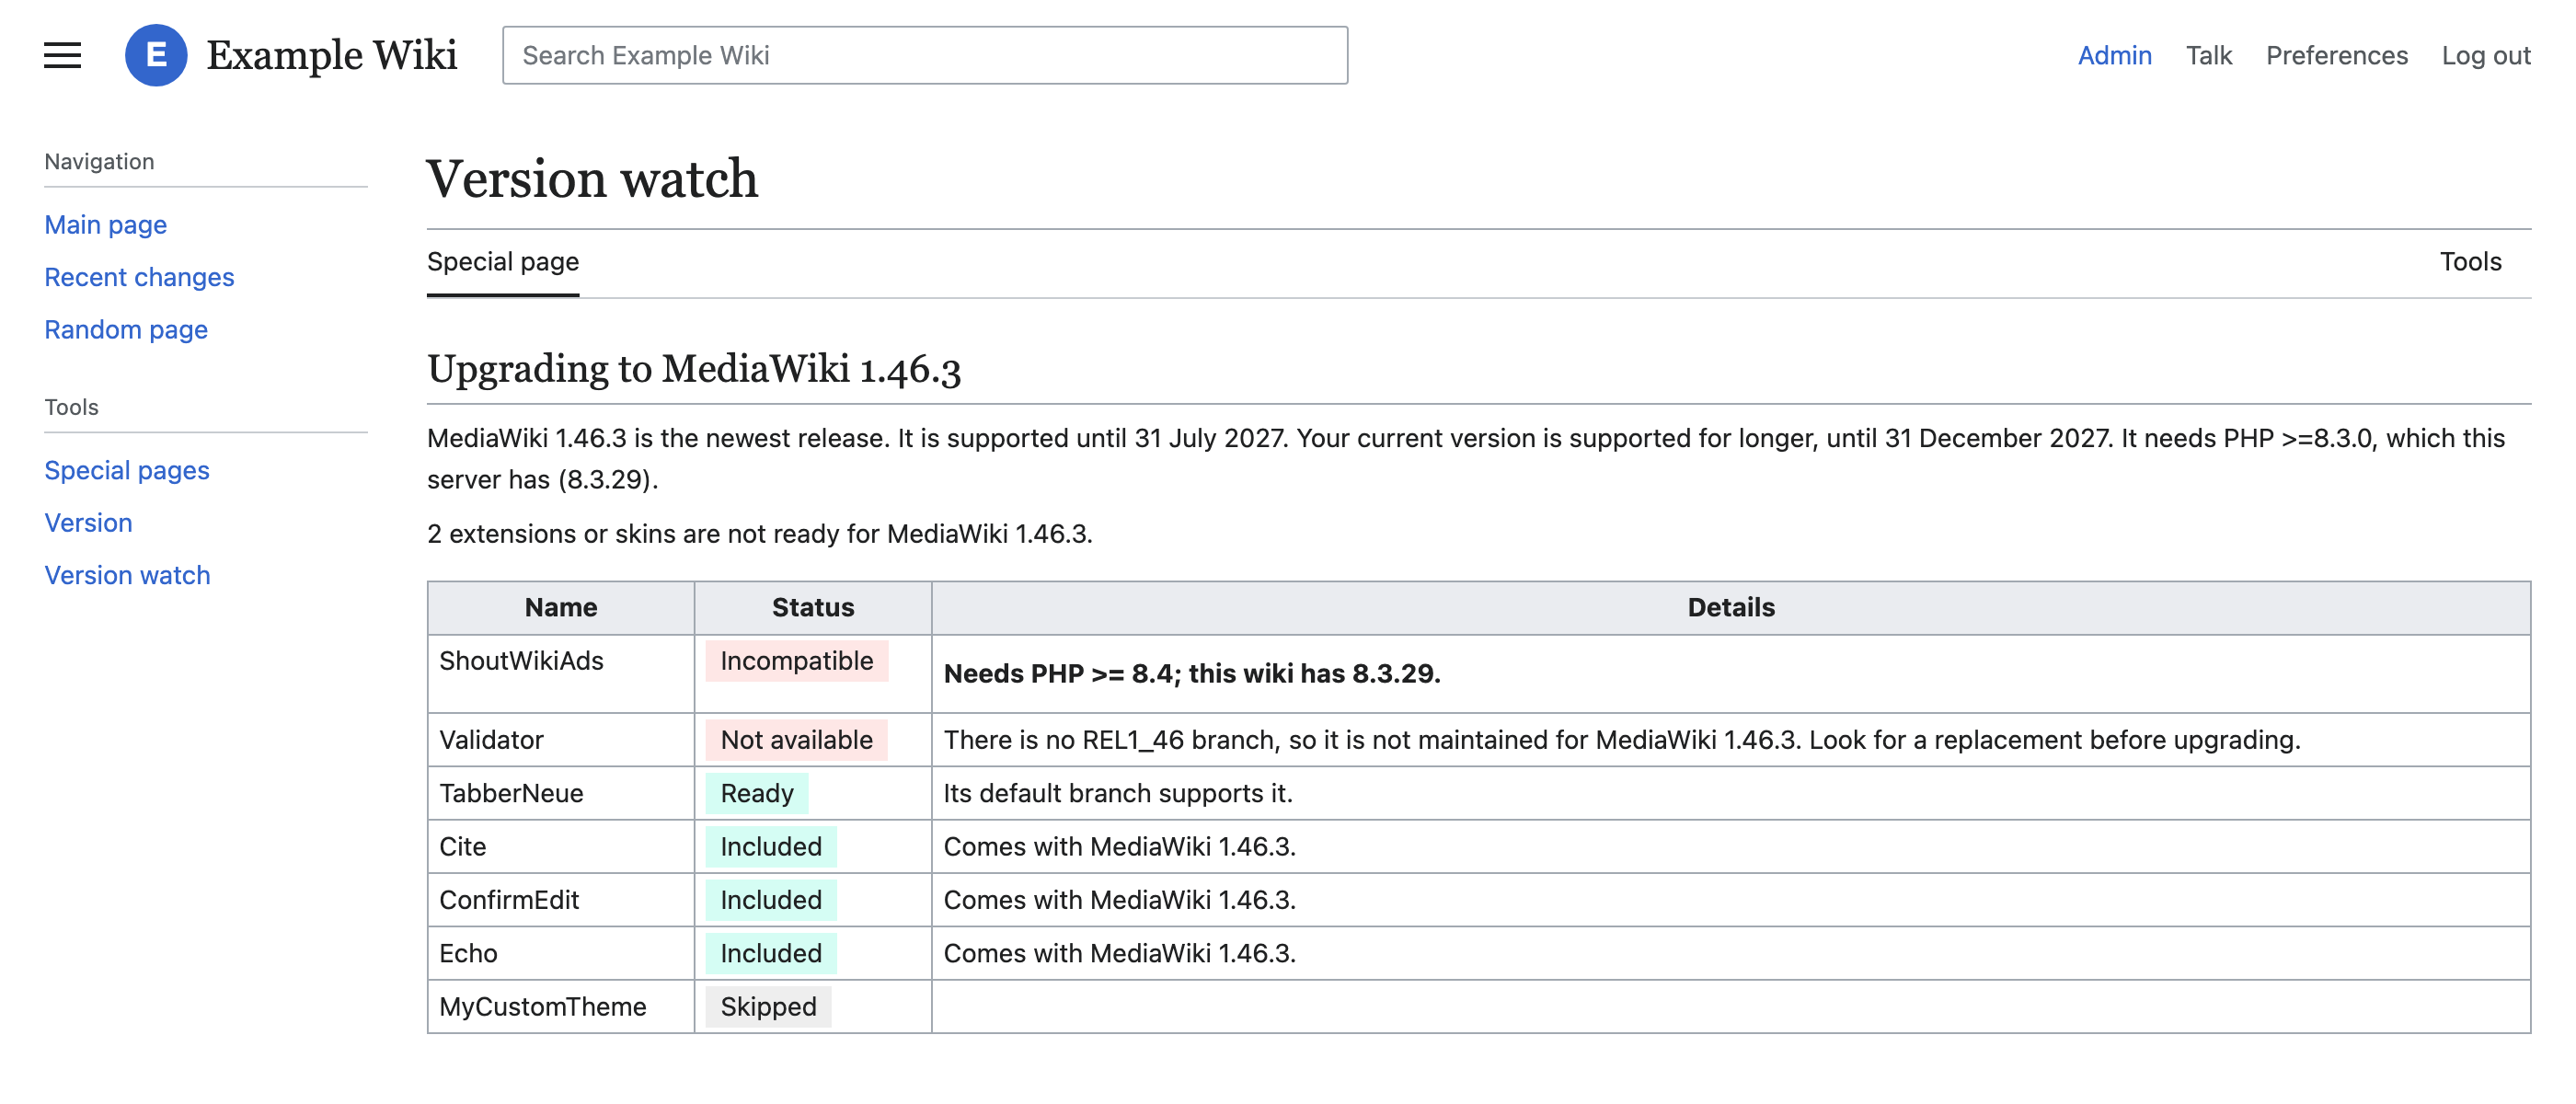 E Example Wiki
Search Example Wiki
Admin Talk Preferences Log out
Navigation
Main page
Recent changes
Random page
Tools
Special pages
Version
Version watch
Version watch
Special page Tools
Upgrading to MediaWiki 1.46.3
MediaWiki 1.46.3 is the newest release. It is supported until 31 July 2027. Your current version is supported for longer, until 31 December 2027. It needs PHP >=8.3.0, which this
server has (8.3.29).
2 extensions or skins are not ready for MediaWiki 1.46.3.
Name Status Details
ShoutWikiAds Incompatible Needs PHP >= 8.4; this wiki has 8.3.29.
Validator Not available There is no REL1_46 branch, so it is not maintained for MediaWiki 1.46.3. Look for a replacement before upgrading.
TabberNeue Ready Its default branch supports it.
Cite Included Comes with MediaWiki 1.46.3.
ConfirmEdit Included Comes with MediaWiki 1.46.3.
Echo Included Comes with MediaWiki 1.46.3.
MyCustomTheme Skipped